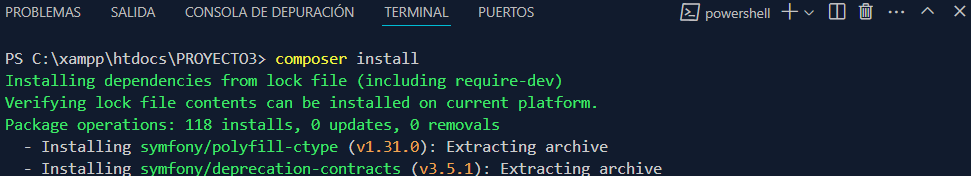 PROBLEMAS SALIDA CONSOLA DE DEPURACIÓN TERMINAL PUERTOS powershell
PS C:\xampp\htdocs\PROYECTO3> composer install
Installing dependencies from lock file (including require-dev)
Verifying lock file contents can be installed on current platform.
Package operations: 118 installs, 0 updates, 0 removals
  - Installing symfony/polyfill-ctype (v1.31.0): Extracting archive
  - Installing symfony/deprecation-contracts (v3.5.1): Extracting archive